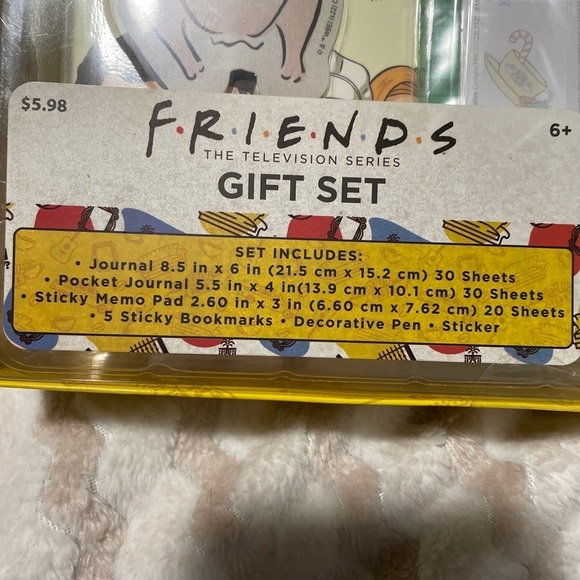 $5.98
F.R.I.E.N.D.S
6+
THE TELEVISION SERIES
GIFT SET
SET INCLUDES:
• Journal 8.5 in x 6 in (21.5 cm x 15.2 cm) 30 Sheets
• Pocket Journal 5.5 in x 4 in(13.9 cm x 10.1 cm) 30 Sheets
• Sticky Memo Pad 2.60 in x 3 in (6.60 cm x 7.62 cm) 20 Sheets
• 5 Sticky Bookmarks • Decorative Pen • Sticker